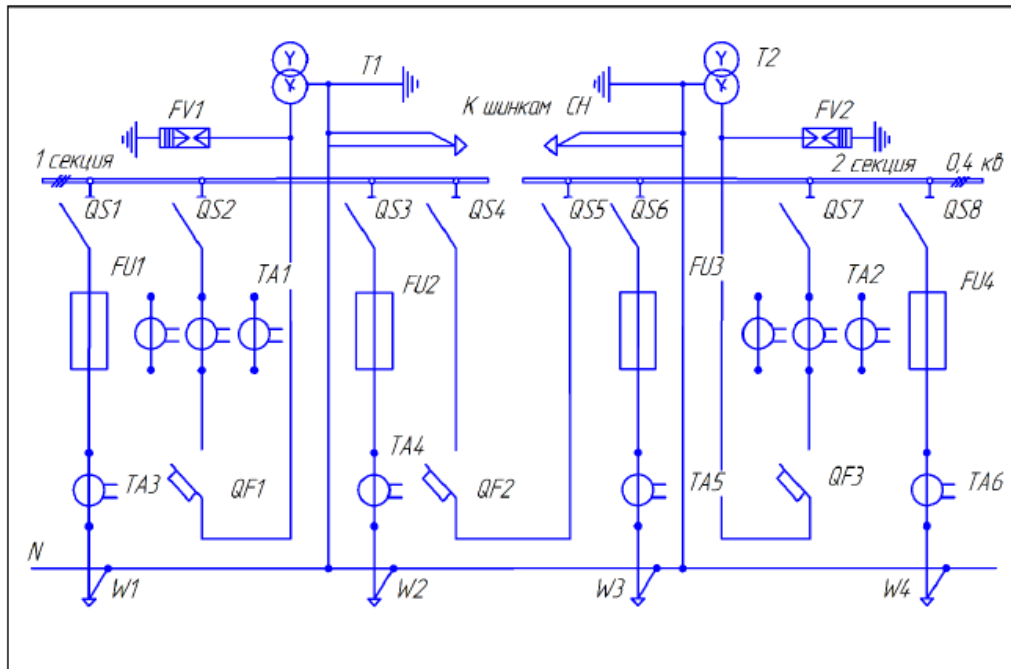 T1
T2
К шинкам СН
FV1
FV2
1 секция
2 секция
0,4 кв
QS1
QS2
QS3
QS4
QS5
QS6
QS7
QS8
FU1
TA1
FU2
FU3
TA2
FU4
TA3
QF1
TA4
QF2
TA5
QF3
TA6
N
W1
W2
W3
W4